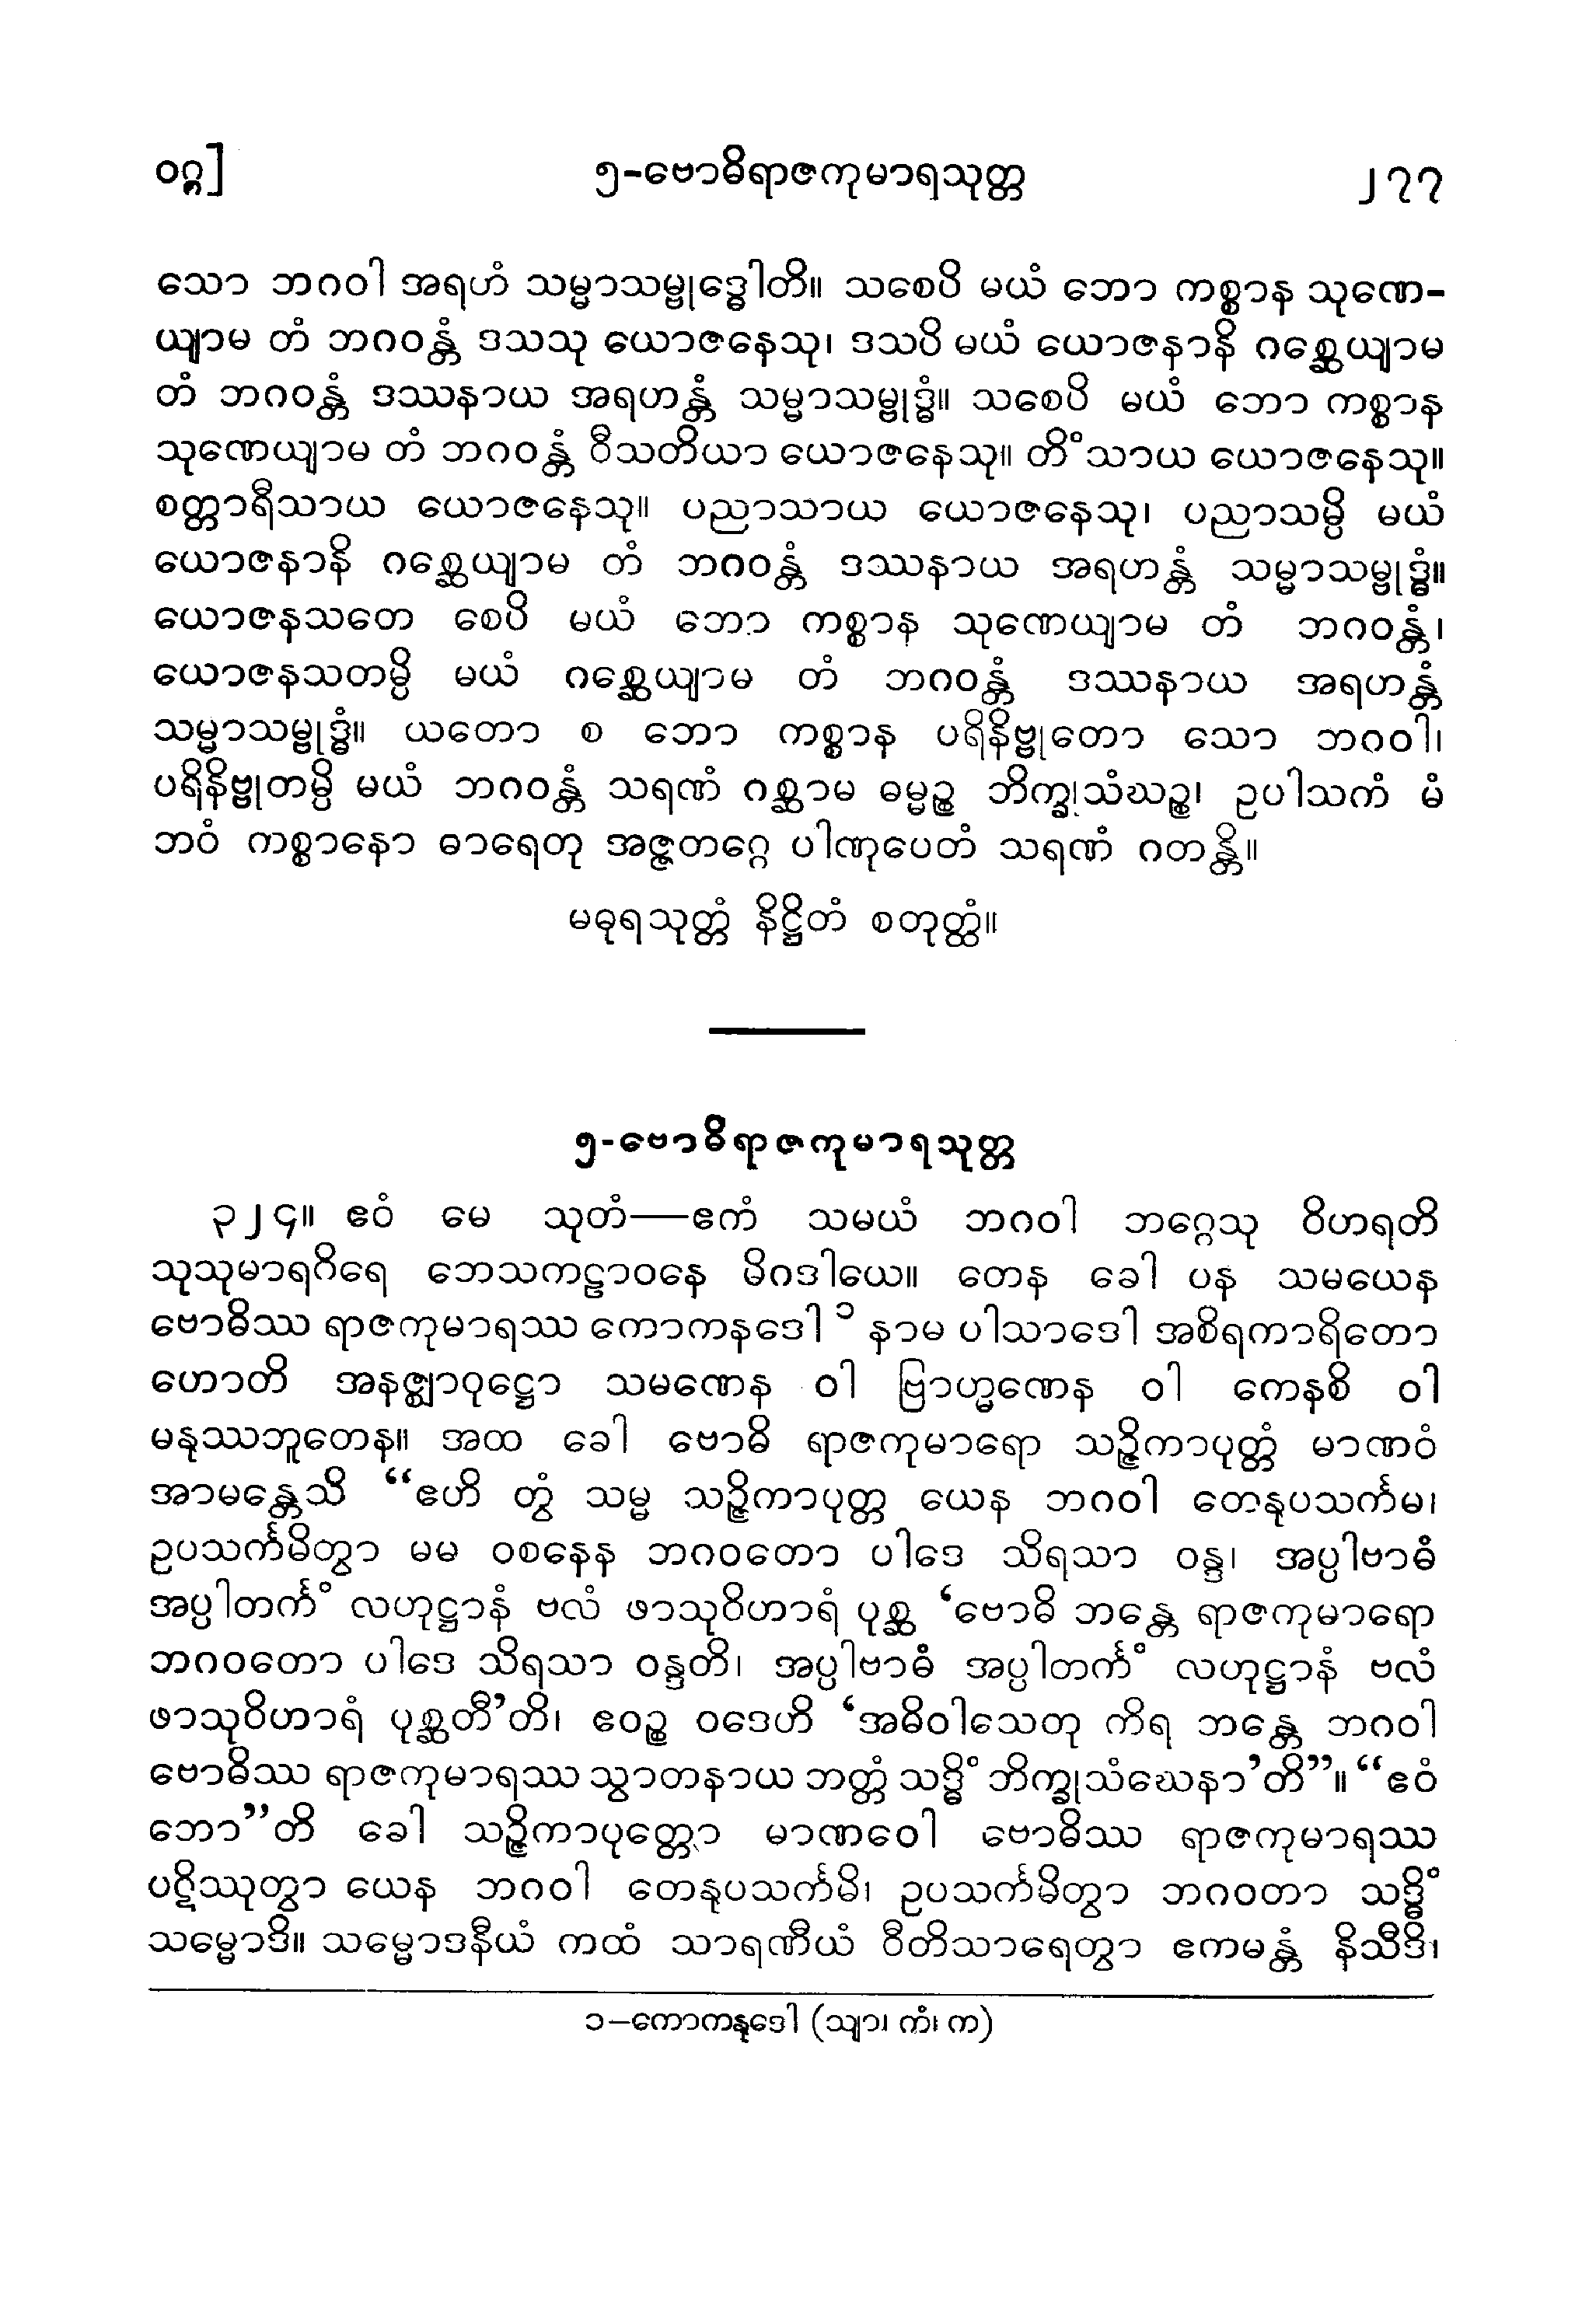 ဝဂ္ဂ] ၅-ဗောဓိရာဇကုမာရသုတ္တ ၂၇၇
သော ဘဂဝါ အရဟံ သမ္မာသမ္ဗုဒ္ဓေါတိ။ သစေပိ မယံ ဘော ကစ္စာန သုဏေ-
ယျာမ တံ ဘဂဝန္တံ ဒသသု ယောဇနေသု၊ ဒသပိ မယံ ယောဇနာနိ ဂစ္ဆေယျာမ
တံ ဘဂဝန္တံ ဒဿနာယ အရဟန္တံ သမ္မာသမ္ဗုဒ္ဓံ။ သစေပိ မယံ ဘော ကစ္စာန
သုဏေယျာမ တံ ဘဂဝန္တံ ဝီသတိယာ ယောဇနေသု။ တိံသာယ ယောဇနေသု။
စတ္တာရီသာယ ယောဇနေသု။ ပညာသာယ ယောဇနေသု၊ ပညာသမ္ပိ မယံ
ယောဇနာနိ ဂစ္ဆေယျာမ တံ ဘဂဝန္တံ ဒဿနာယ အရဟန္တံ သမ္မာသမ္ဗုဒ္ဓံ။
ယောဇနသတေ စေပိ မယံ ဘော ကစ္စာန သုဏေယျာမ တံ ဘဂဝန္တံ၊
ယောဇနသတမ္ပိ မယံ ဂစ္ဆေယျာမ တံ ဘဂဝန္တံ ဒဿနာယ အရဟန္တံ
သမ္မာသမ္ဗုဒ္ဓံ။ ယတော စ ဘော ကစ္စာန ပရိနိဗ္ဗုတော သော ဘဂဝါ၊
ပရိနိဗ္ဗုတမ္ပိ မယံ ဘဂဝန္တံ သရဏံ ဂစ္ဆာမ ဓမ္မဉ္စ ဘိက္ခုသံဃဉ္စ၊ ဥပါသကံ မံ
ဘဝံ ကစ္စာနော ဓာရေတု အဇ္ဇတဂ္ဂေ ပါဏုပေတံ သရဏံ ဂတန္တိ။
မဓုရသုတ္တံ နိဋ္ဌိတံ စတုတ္ထံ။
၅-ဗောဓိရာဇကုမာရသုတ္တ
၃၂၄။ ဧဝံ မေ သုတံ—ဧကံ သမယံ ဘဂဝါ ဘဂ္ဂေသု ဝိဟရတိ
သုသုမာရဂိရေ ဘေသကဠာဝနေ မိဂဒါယေ။ တေန ခေါ ပန သမယေန
ဗောဓိဿ ရာဇကုမာရဿ ကောကနဒေါ ၁ နာမ ပါသာဒေါ အစိရကာရိတော
ဟောတိ အနဇ္ဈာဝုဋ္ဌော သမဏေန ဝါ ဗြာဟ္မဏေန ဝါ ကေနစိ ဝါ
မနုဿဘူတေန။ အထ ခေါ ဗောဓိ ရာဇကုမာရော သဉ္ဇိကာပုတ္တံ မာဏဝံ
အာမန္တေသိ “ဧဟိ တွံ သမ္မ သဉ္ဇိကာပုတ္တ ယေန ဘဂဝါ တေနုပသင်္ကမ၊
ဥပသင်္ကမိတွာ မမ ဝစနေန ဘဂဝတော ပါဒေ သိရသာ ဝန္ဒ၊ အပ္ပါဗာဓံ
အပ္ပါတင်္ကံ လဟုဋ္ဌာနံ ဗလံ ဖာသုဝိဟာရံ ပုစ္ဆ ‘ဗောဓိ ဘန္တေ ရာဇကုမာရော
ဘဂဝတော ပါဒေ သိရသာ ဝန္ဒတိ၊ အပ္ပါဗာဓံ အပ္ပါတင်္ကံ လဟုဋ္ဌာနံ ဗလံ
ဖာသုဝိဟာရံ ပုစ္ဆတီ’တိ၊ ဧဝဉ္စ ဝဒေဟိ ‘အဓိဝါသေတု ကိရ ဘန္တေ ဘဂဝါ
ဗောဓိဿ ရာဇကုမာရဿ သွာတနာယ ဘတ္တံ သဒ္ဓိံ ဘိက္ခုသံဃေနာ’တိ”။ “ဧဝံ
ဘော”တိ ခေါ သဉ္ဇိကာပုတ္တော မာဏဝေါ ဗောဓိဿ ရာဇကုမာရဿ
ပဋိဿုတွာ ယေန ဘဂဝါ တေနုပသင်္ကမိ၊ ဥပသင်္ကမိတွာ ဘဂဝတာ သဒ္ဓိံ
သမ္မောဒိ။ သမ္မောဒနီယံ ကထံ သာရဏီယံ ဝီတိသာရေတွာ ဧကမန္တံ နိသီဒိ၊
၁—ကောကနုဒေါ (သျာ၊ ကံ၊ က)